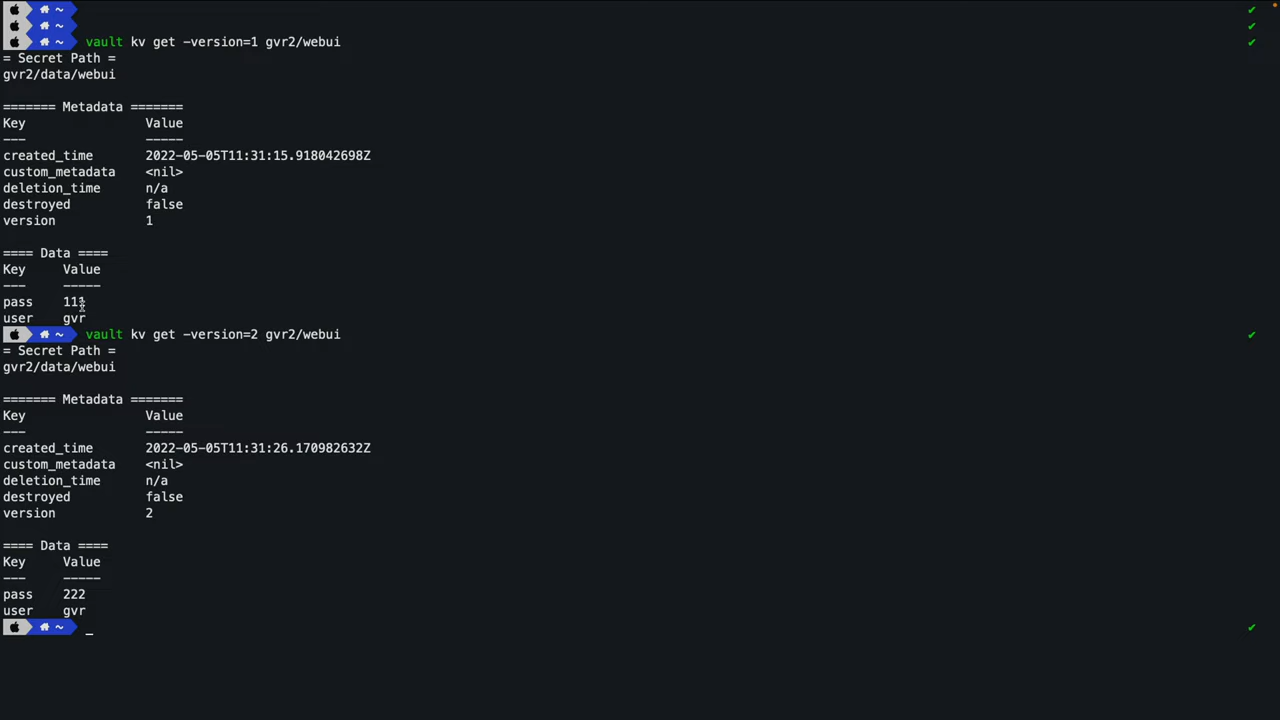 ~
~
~ vault kv get -version=1 gvr2/webui
= Secret Path =
gvr2/data/webui
======= Metadata =======
Key Value
--- -----
created_time 2022-05-05T11:31:15.918042698Z
custom_metadata <nil>
deletion_time n/a
destroyed false
version 1
==== Data ====
Key Value
--- -----
pass 111
user gvr
~ vault kv get -version=2 gvr2/webui
= Secret Path =
gvr2/data/webui
======= Metadata =======
Key Value
--- -----
created_time 2022-05-05T11:31:26.170982632Z
custom_metadata <nil>
deletion_time n/a
destroyed false
version 2
==== Data ====
Key Value
--- -----
pass 222
user gvr
~ _